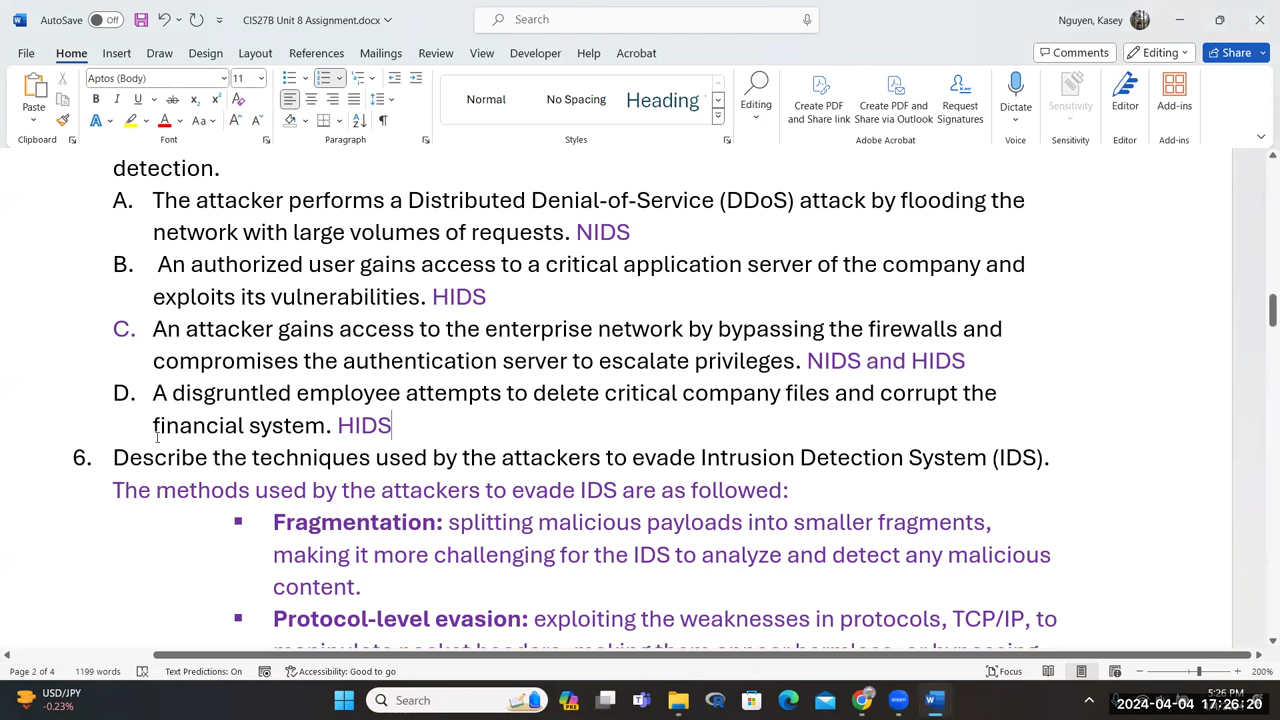 AutoSave Off CIS27B Unit 8 Assignment.docx Search Nguyen, Kasey
File Home Insert Draw Design Layout References Mailings Review View Developer Help Acrobat Comments Editing Share
Aptos (Body) 11
Normal No Spacing Heading
Paste Editing Create PDF and Share link Create PDF and Share via Outlook Request Signatures Dictate Sensitivity Editor Add-ins
Clipboard Font Paragraph Styles Adobe Acrobat Voice Sensitivity Editor Add-ins
detection.
A. The attacker performs a Distributed Denial-of-Service (DDoS) attack by flooding the
network with large volumes of requests. NIDS
B. An authorized user gains access to a critical application server of the company and
exploits its vulnerabilities. HIDS
C. An attacker gains access to the enterprise network by bypassing the firewalls and
compromises the authentication server to escalate privileges. NIDS and HIDS
D. A disgruntled employee attempts to delete critical company files and corrupt the
financial system. HIDS
6. Describe the techniques used by the attackers to evade Intrusion Detection System (IDS).
The methods used by the attackers to evade IDS are as followed:
▪ Fragmentation: splitting malicious payloads into smaller fragments,
making it more challenging for the IDS to analyze and detect any malicious
content.
▪ Protocol-level evasion: exploiting the weaknesses in protocols, TCP/IP, to
manipulate packet headers, making them appear harmless, or bypassing
Page 2 of 4 1199 words Text Predictions: On Accessibility: Good to go Focus 200%
USD/JPY
-0.23%
Search
5:26 PM
2024-04-04 17:26:20